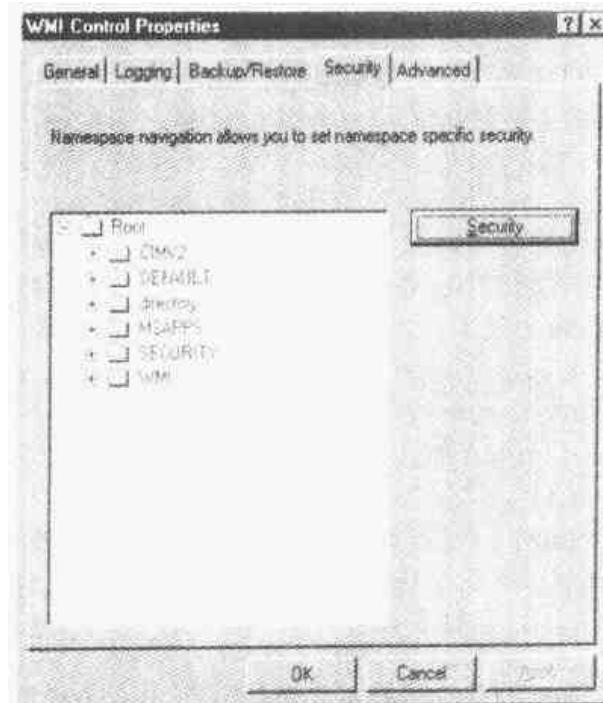 WMI Control Properties
General Logging Backup/Restore Security Advanced
Namespace navigation allows you to set namespace specific security.
Root
CIMV2
DEFAULT
directory
MSAPPS
SECURITY
WMI
Security
OK Cancel Apply